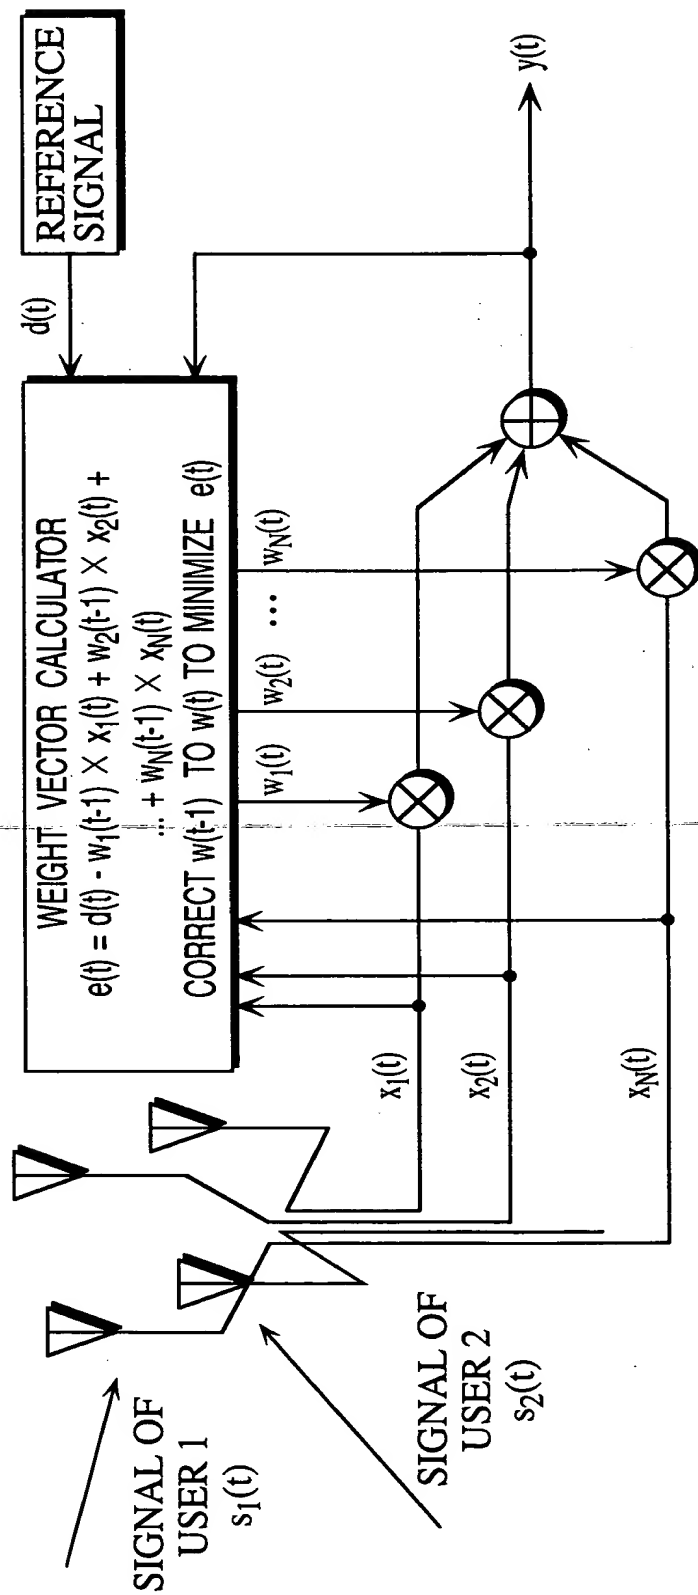 SIGNAL OF
USER 1
s1(t)
SIGNAL OF
USER 2
s2(t)
WEIGHT VECTOR CALCULATOR
e(t) = d(t) - w1(t-1) × x1(t) + w2(t-1) × x2(t) +
... + wN(t-1) × xN(t)
CORRECT w(t-1) TO w(t) TO MINIMIZE e(t)
d(t)
REFERENCE
SIGNAL
x1(t)
x2(t)
xN(t)
w1(t)
w2(t)
...
wN(t)
y(t)